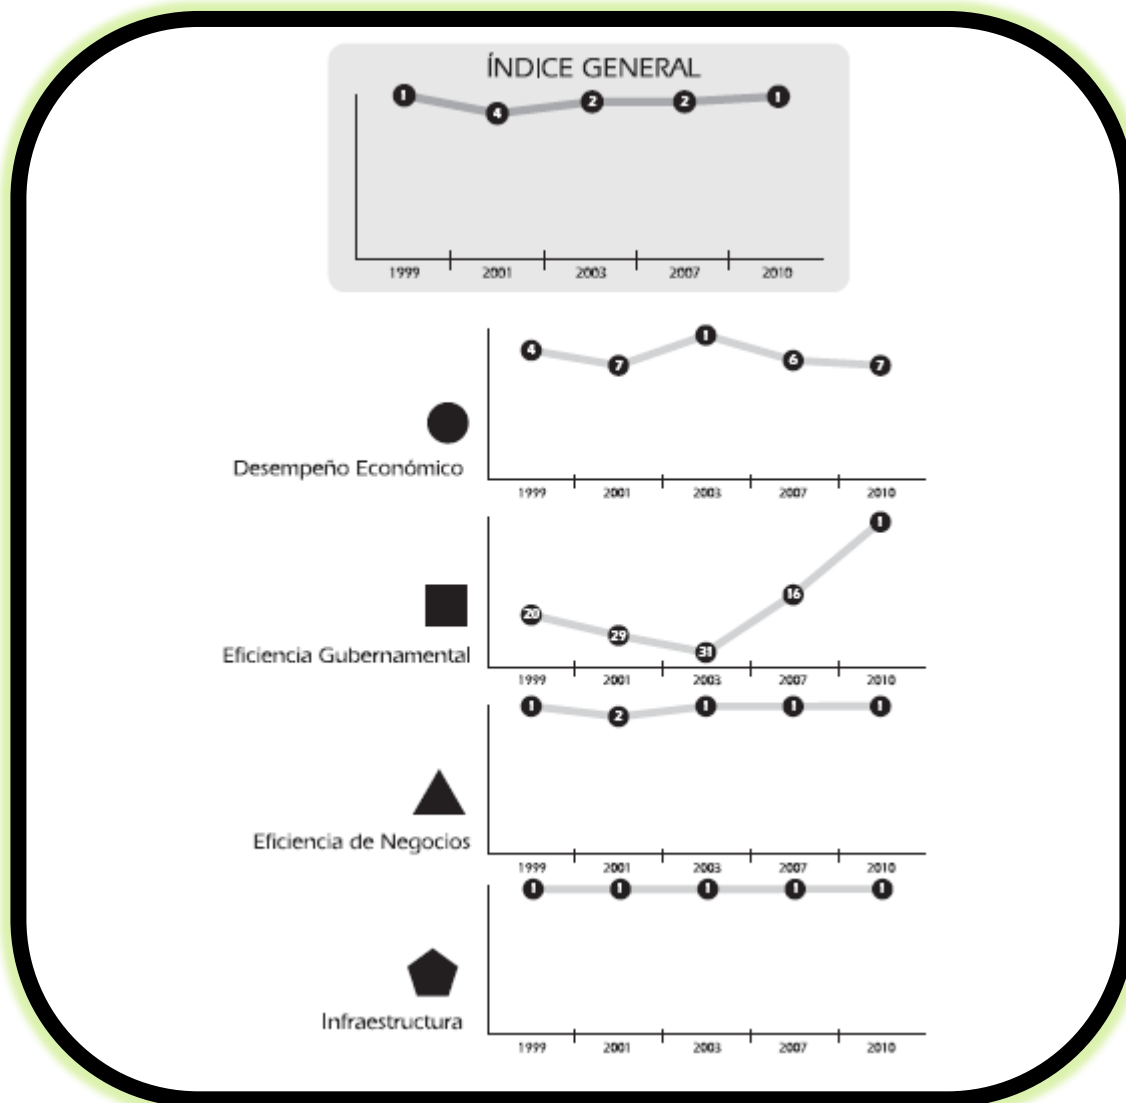 ÍNDICE GENERAL
1 4 2 2 1
1999 2001 2003 2007 2010
4 7 1 6 7
Desempeño Económico
1999 2001 2003 2007 2010
20 29 31 16 1
Eficiencia Gubernamental
1999 2001 2003 2007 2010
1 2 1 1 1
Eficiencia de Negocios
1999 2001 2003 2007 2010
1 1 1 1 1
Infraestructura
1999 2001 2003 2007 2010